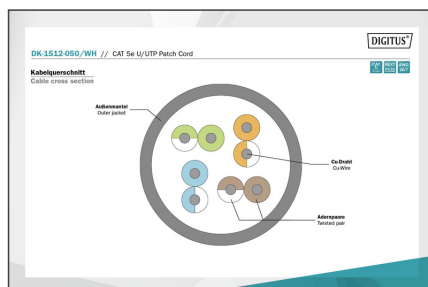 DIGITUS®
DK-1512-050/WH // CAT 5e U/UTP Patch Cord
Kabelquerschnitt
Cable cross section
Außenmantel
Outer jacket
Cu-Draht
Cu-Wire
Adernpaare
Twisted pair